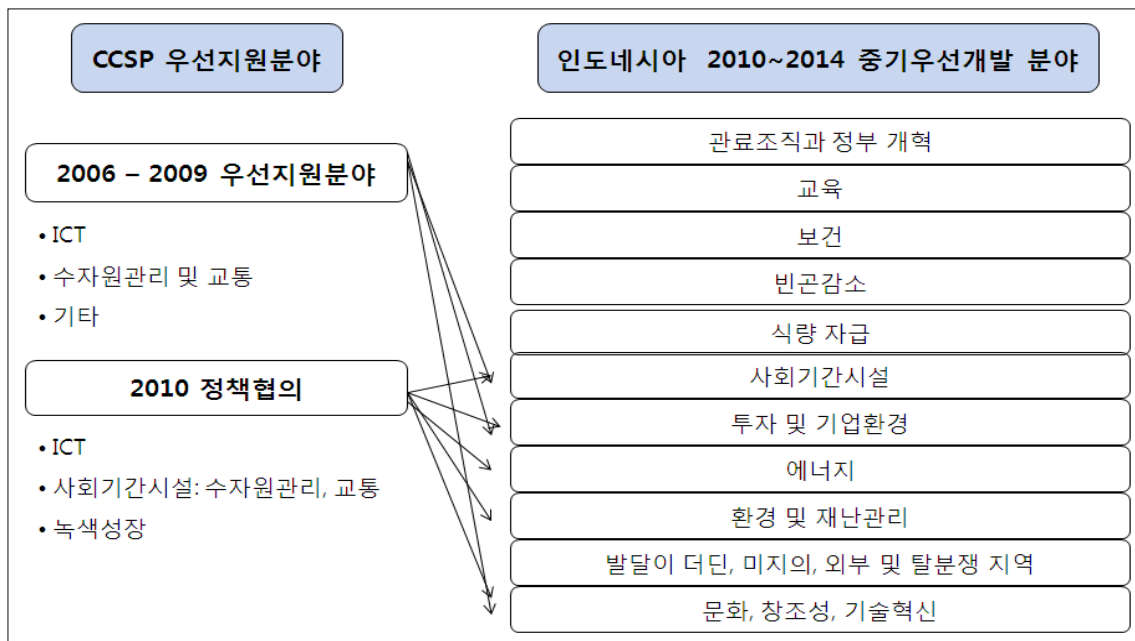 CCSP 우선지원분야
2006 – 2009 우선지원분야
• ICT
• 수자원관리 및 교통
• 기타
2010 정책협의
• ICT
• 사회기간시설: 수자원관리, 교통
• 녹색성장
인도네시아 2010~2014 중기우선개발 분야
관료조직과 정부 개혁
교육
보건
빈곤감소
식량 자급
사회기간시설
투자 및 기업환경
에너지
환경 및 재난관리
발달이 더딘, 미지의, 외부 및 탈분쟁 지역
문화, 창조성, 기술혁신